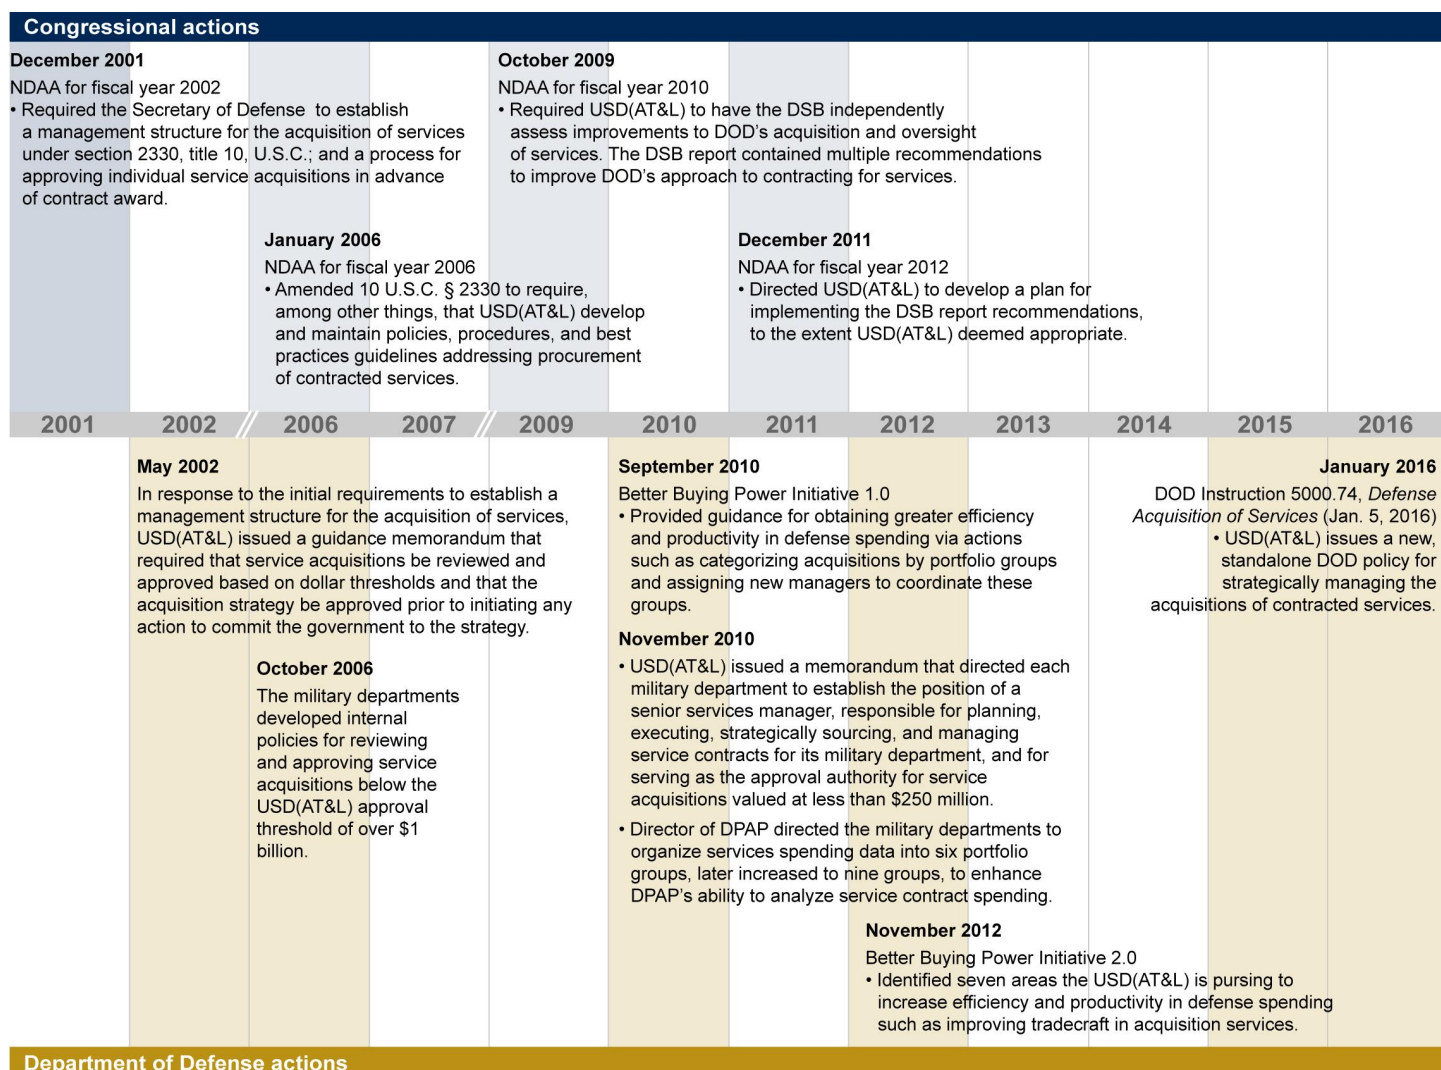 Congressional actions
December 2001
NDAA for fiscal year 2002
• Required the Secretary of Defense to establish
a management structure for the acquisition of services
under section 2330, title 10, U.S.C.; and a process for
approving individual service acquisitions in advance
of contract award.
October 2009
NDAA for fiscal year 2010
• Required USD(AT&L) to have the DSB independently
assess improvements to DOD’s acquisition and oversight
of services. The DSB report contained multiple recommendations
to improve DOD’s approach to contracting for services.
January 2006
NDAA for fiscal year 2006
• Amended 10 U.S.C. § 2330 to require,
among other things, that USD(AT&L) develop
and maintain policies, procedures, and best
practices guidelines addressing procurement
of contracted services.
December 2011
NDAA for fiscal year 2012
• Directed USD(AT&L) to develop a plan for
implementing the DSB report recommendations,
to the extent USD(AT&L) deemed appropriate.
2001 2002 // 2006 2007 // 2009 2010 2011 2012 2013 2014 2015 2016
May 2002
In response to the initial requirements to establish a
management structure for the acquisition of services,
USD(AT&L) issued a guidance memorandum that
required that service acquisitions be reviewed and
approved based on dollar thresholds and that the
acquisition strategy be approved prior to initiating any
action to commit the government to the strategy.
October 2006
The military departments
developed internal
policies for reviewing
and approving service
acquisitions below the
USD(AT&L) approval
threshold of over $1
billion.
September 2010
Better Buying Power Initiative 1.0
• Provided guidance for obtaining greater efficiency
and productivity in defense spending via actions
such as categorizing acquisitions by portfolio groups
and assigning new managers to coordinate these
groups.
November 2010
• USD(AT&L) issued a memorandum that directed each
military department to establish the position of a
senior services manager, responsible for planning,
executing, strategically sourcing, and managing
service contracts for its military department, and for
serving as the approval authority for service
acquisitions valued at less than $250 million.
• Director of DPAP directed the military departments to
organize services spending data into six portfolio
groups, later increased to nine groups, to enhance
DPAP’s ability to analyze service contract spending.
November 2012
Better Buying Power Initiative 2.0
• Identified seven areas the USD(AT&L) is pursing to
increase efficiency and productivity in defense spending
such as improving tradecraft in acquisition services.
January 2016
DOD Instruction 5000.74, Defense
Acquisition of Services (Jan. 5, 2016)
• USD(AT&L) issues a new,
standalone DOD policy for
strategically managing the
acquisitions of contracted services.
Department of Defense actions